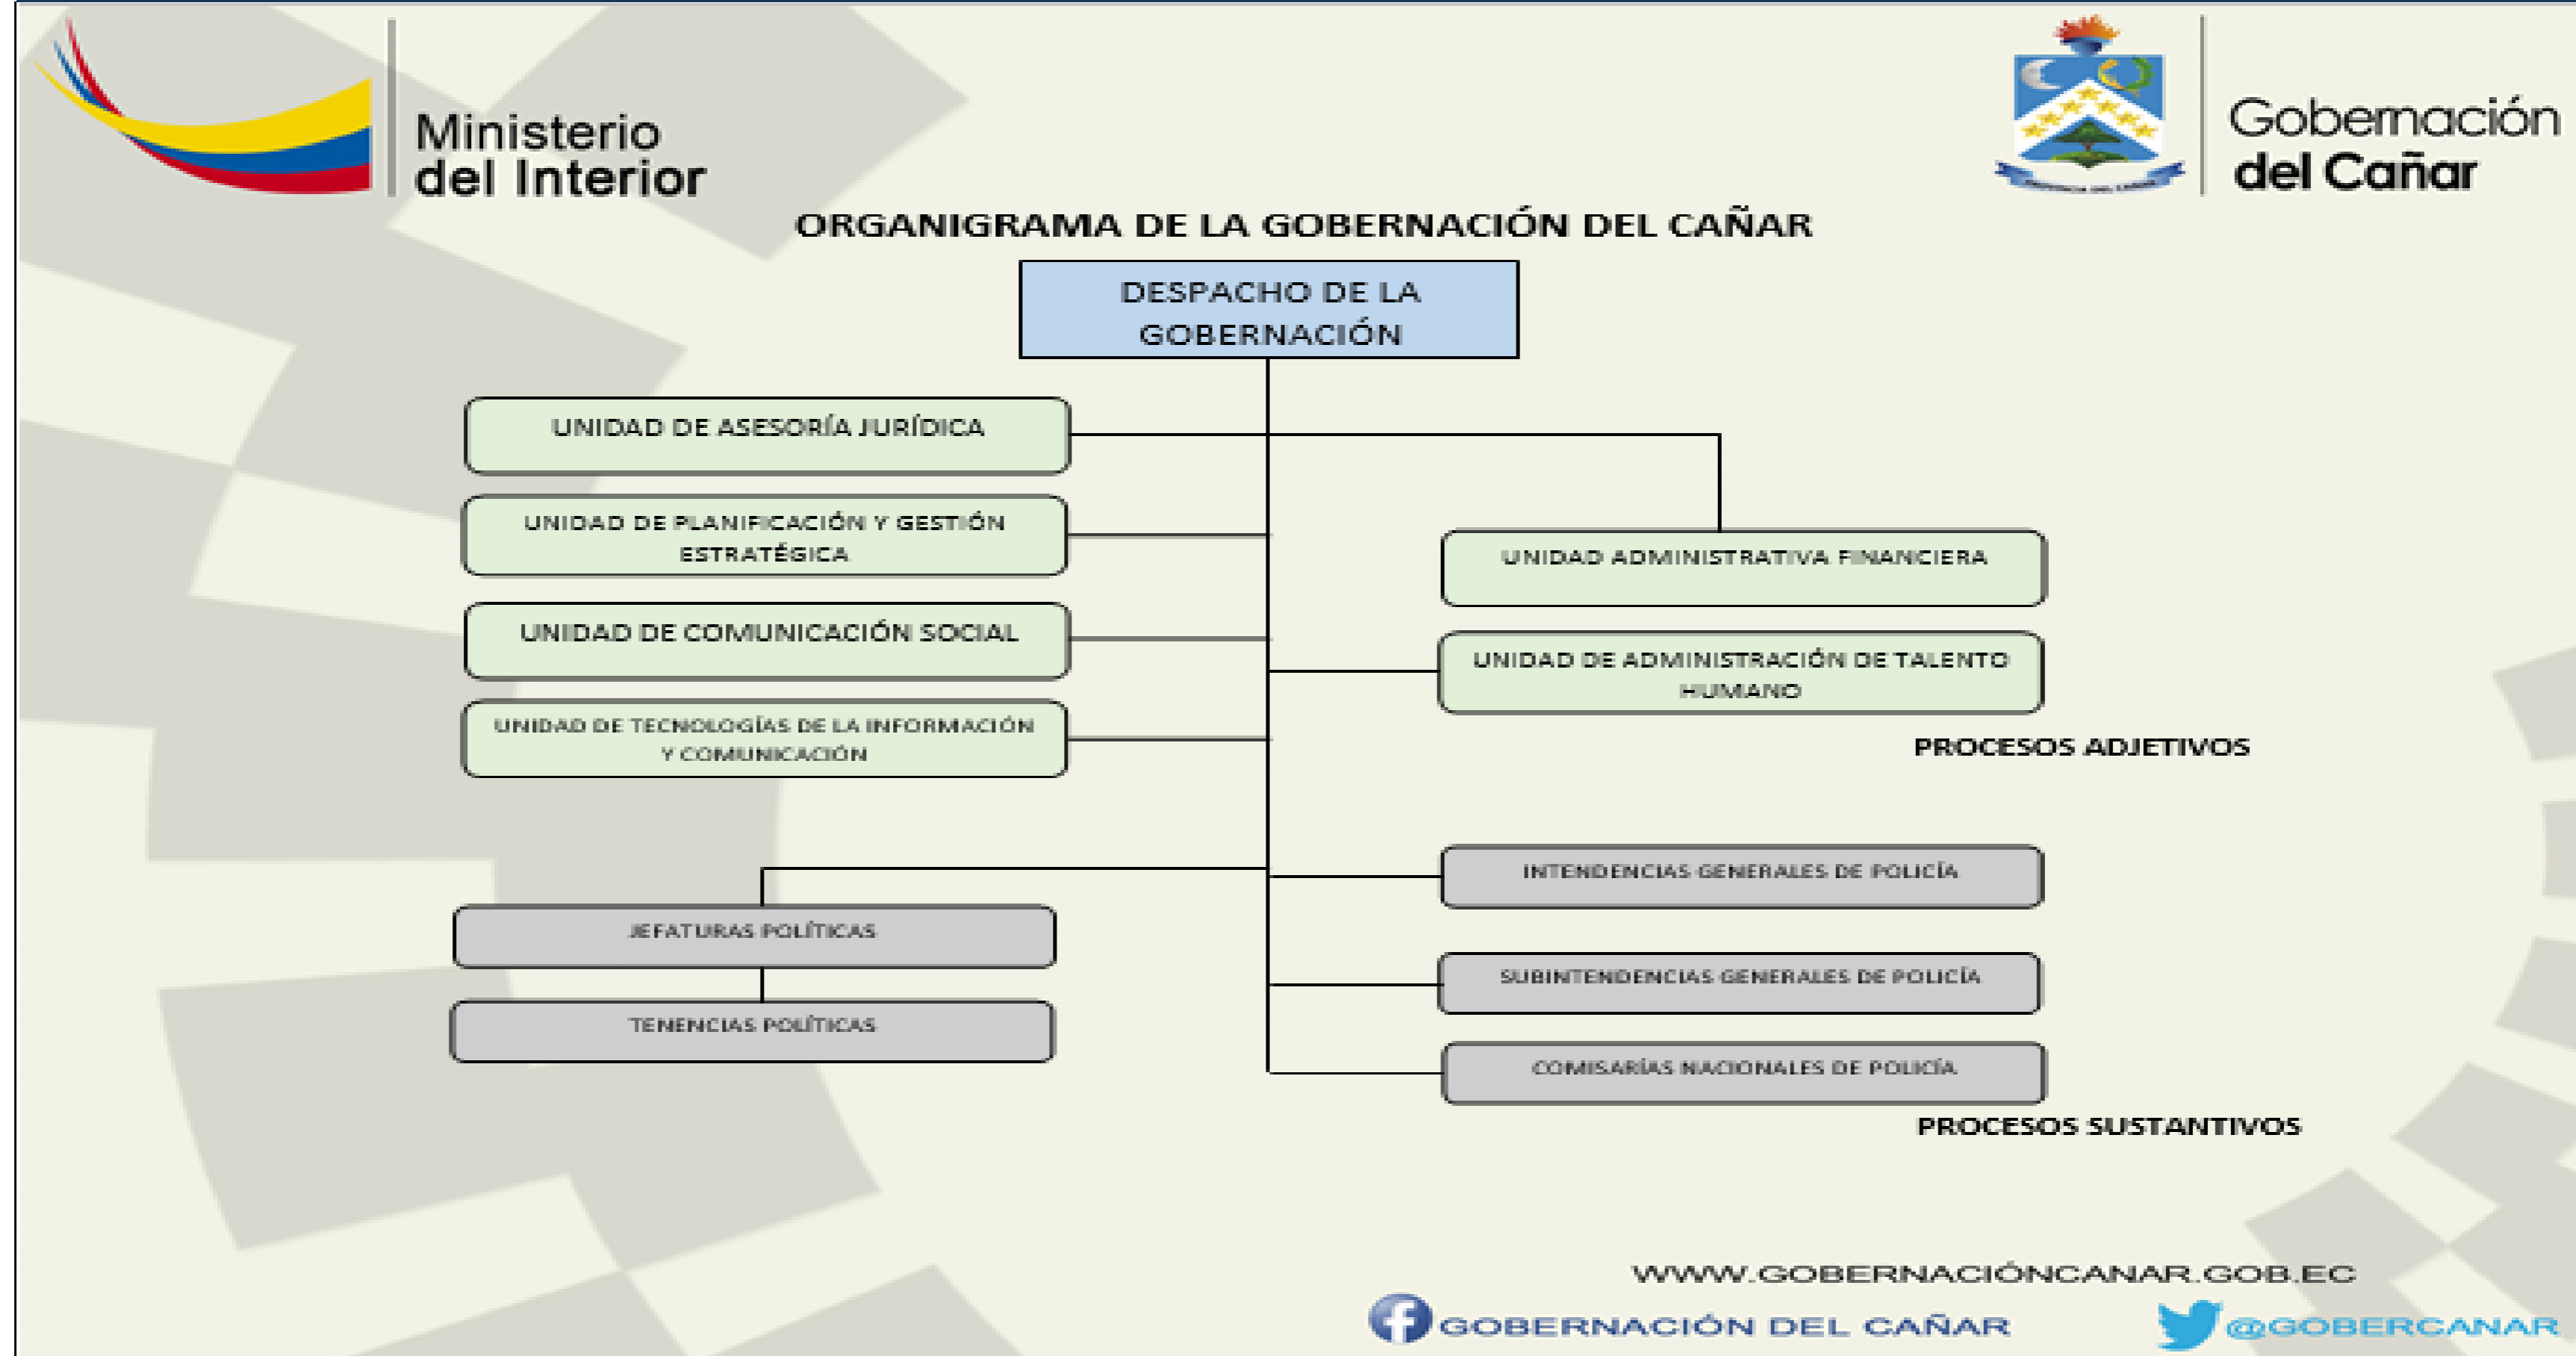 Ministerio
del Interior
Gobernación
del Cañar
ORGANIGRAMA DE LA GOBERNACIÓN DEL CAÑAR
DESPACHO DE LA
GOBERNACIÓN
UNIDAD DE ASESORÍA JURÍDICA
UNIDAD DE PLANIFICACIÓN Y GESTIÓN
ESTRATÉGICA
UNIDAD DE COMUNICACIÓN SOCIAL
UNIDAD DE TECNOLOGÍAS DE LA INFORMACIÓN
Y COMUNICACIÓN
UNIDAD ADMINISTRATIVA FINANCIERA
UNIDAD DE ADMINISTRACIÓN DE TALENTO
HUMANO
PROCESOS ADJETIVOS
JEFATURAS POLÍTICAS
TENENCIAS POLÍTICAS
INTENDENCIAS GENERALES DE POLICÍA
SUBINTENDENCIAS GENERALES DE POLICÍA
COMISARÍAS NACIONALES DE POLICÍA
PROCESOS SUSTANTIVOS
WWW.GOBERNACIÓNCANAR.GOB.EC
GOBERNACIÓN DEL CAÑAR
@GOBERCANAR